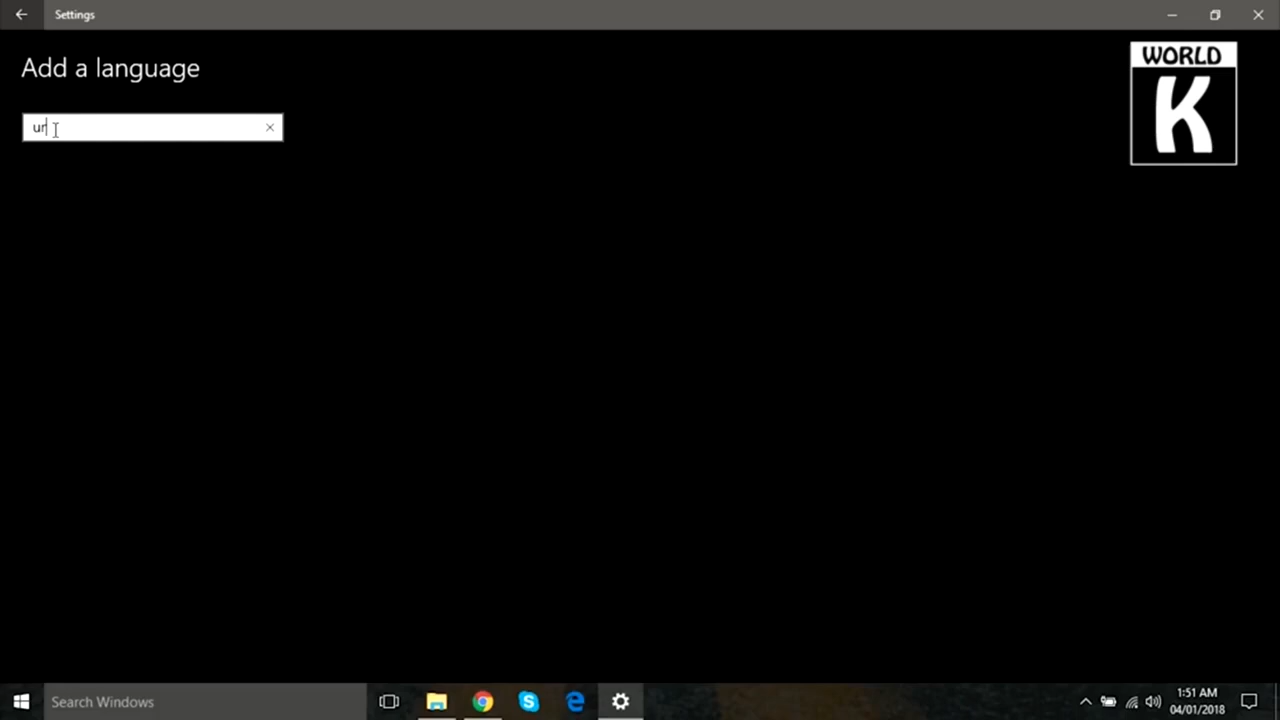 Settings
Add a language
WORLD
K
ur
Search Windows
1:51 AM
04/01/2018